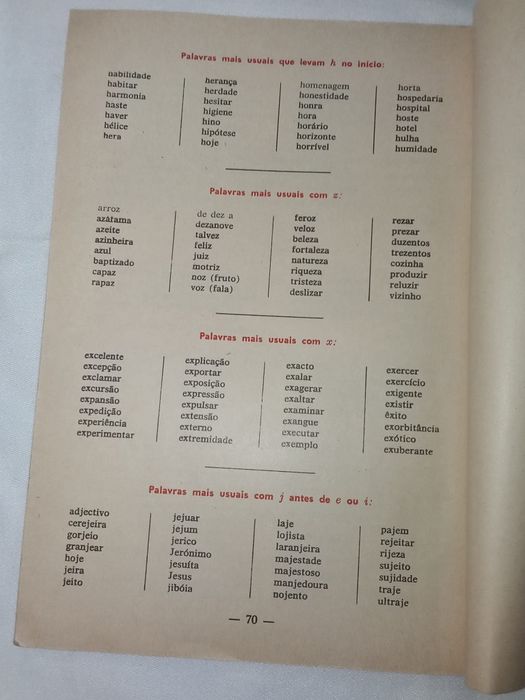 Palavras mais usuais que levam h no início:
habilidade
habitar
harmonia
haste
haver
hélice
hera
herança
herdade
hesitar
higiene
hino
hipótese
hoje
homenagem
honestidade
honra
hora
horário
horizonte
horrível
horta
hospedaria
hospital
hoste
hotel
hulha
humidade
Palavras mais usuais com z:
arroz
azáfama
azeite
azinheira
azul
baptizado
capaz
rapaz
de dez a
dezanove
talvez
feliz
juiz
motriz
noz (fruto)
voz (fala)
feroz
veloz
beleza
fortaleza
natureza
riqueza
tristeza
deslizar
rezar
prezar
duzentos
trezentos
cozinha
produzir
reluzir
vizinho
Palavras mais usuais com x:
excelente
excepção
exclamar
excursão
expansão
expedição
experiência
experimentar
explicação
exportar
exposição
expressão
expulsar
extensão
externo
extremidade
exacto
exalar
exagerar
exaltar
examinar
exangue
executar
exemplo
exercer
exercício
exigente
existir
êxito
exorbitância
exótico
exuberante
Palavras mais usuais com j antes de e ou i:
adjectivo
cerejeira
gorjeio
granjear
hoje
jeira
jeito
jejuar
jejum
jerico
Jerónimo
jesuíta
Jesus
jibóia
laje
lojista
laranjeira
majestade
majestoso
manjedoura
nojento
pajem
rejeitar
rijeza
sujeito
sujidade
traje
ultraje
— 70 —